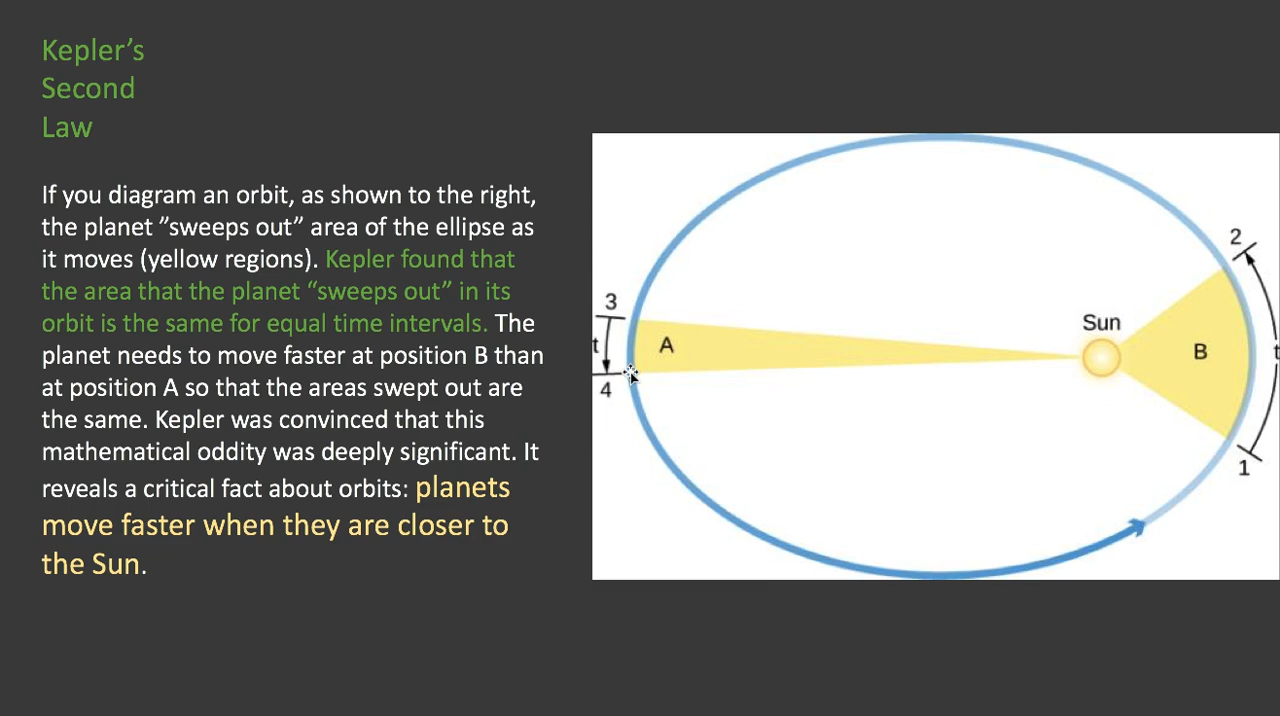 Kepler’s
Second
Law
If you diagram an orbit, as shown to the right,
the planet ”sweeps out” area of the ellipse as
it moves (yellow regions). Kepler found that
the area that the planet “sweeps out” in its
orbit is the same for equal time intervals. The
planet needs to move faster at position B than
at position A so that the areas swept out are
the same. Kepler was convinced that this
mathematical oddity was deeply significant. It
reveals a critical fact about orbits: planets
move faster when they are closer to
the Sun.
2
3
Sun
t
A
B
t
4
1